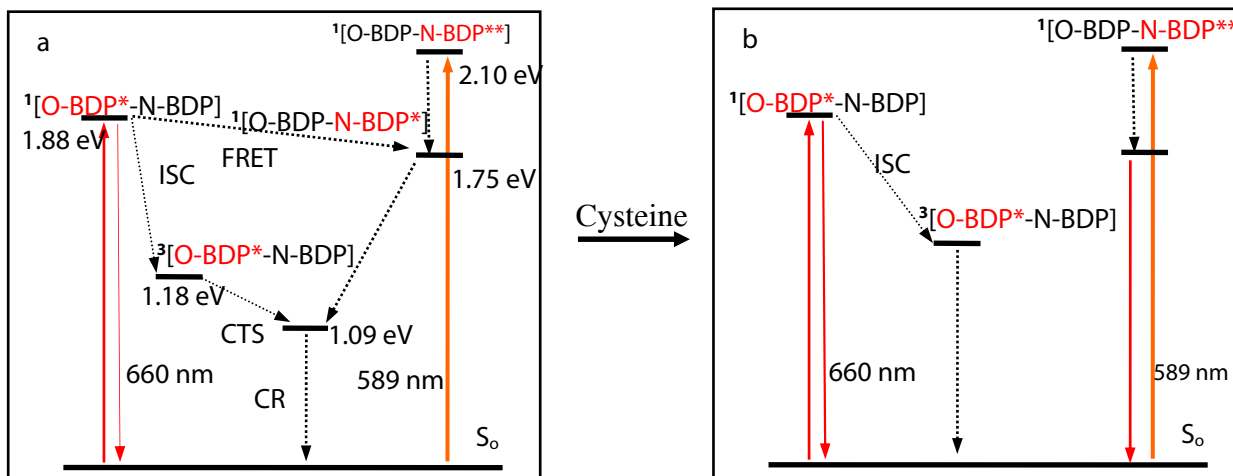 a
¹[O-BDP-N-BDP**]
2.10 eV
¹[O-BDP*-N-BDP]
¹[O-BDP-N-BDP*]
1.88 eV
FRET
1.75 eV
ISC
³[O-BDP*-N-BDP]
1.18 eV
CTS
1.09 eV
660 nm
589 nm
CR
Sₒ
Cysteine
b
¹[O-BDP-N-BDP**
¹[O-BDP*-N-BDP]
ISC
³[O-BDP*-N-BDP]
660 nm
589 nm
Sₒ